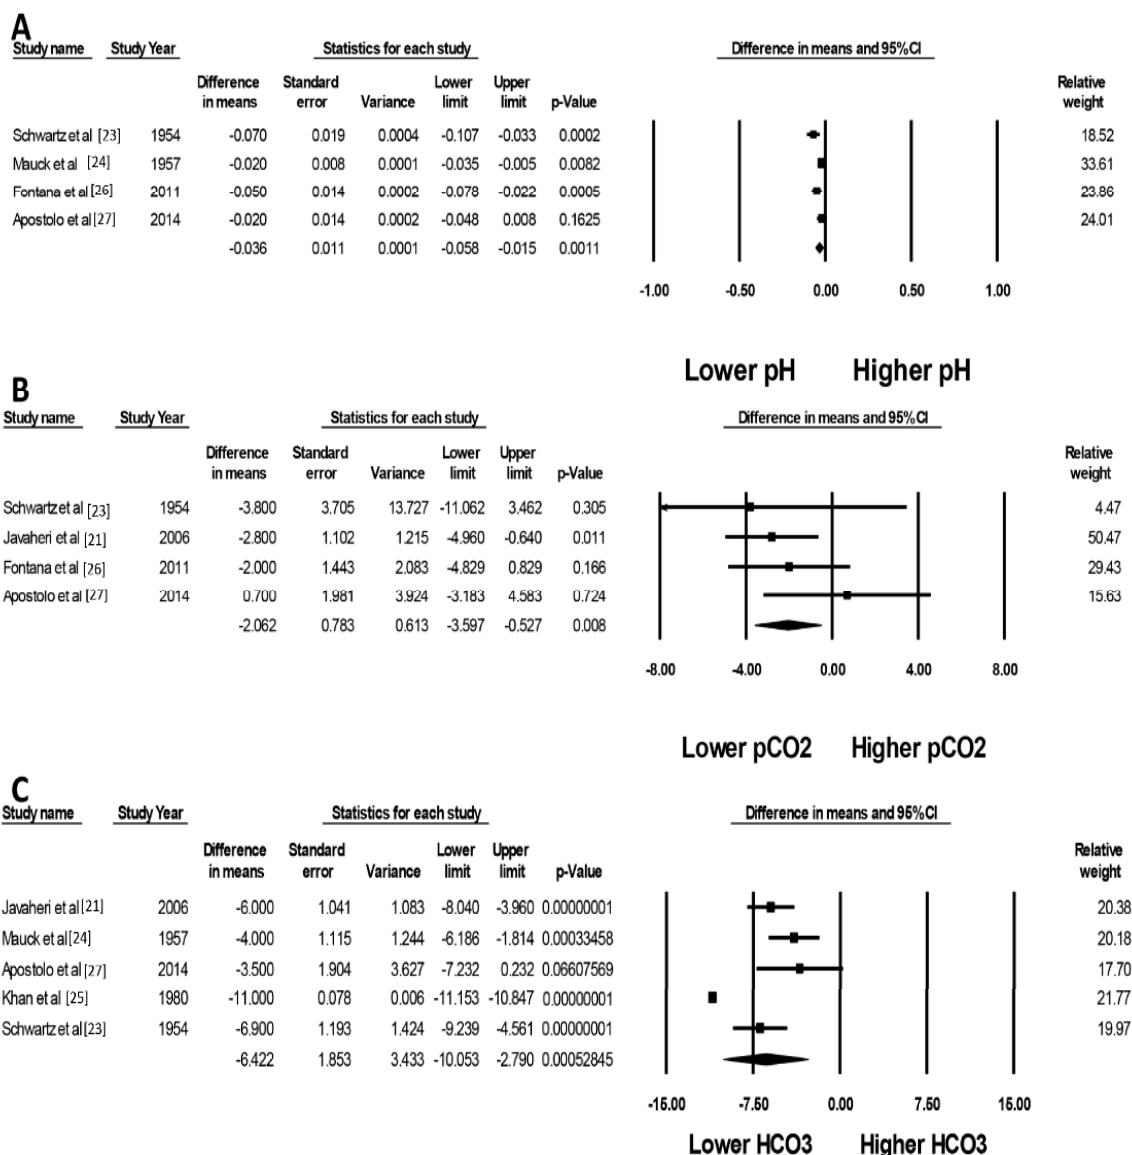 A
Study name Study Year Statistics for each study Difference in means and 95%CI
Difference Standard Lower Upper Relative
in means error Variance limit limit p-Value weight
Schwartz et al [23] 1954 -0.070 0.019 0.0004 -0.107 -0.033 0.0002 18.52
Mauck et al [24] 1957 -0.020 0.008 0.0001 -0.035 -0.005 0.0082 33.61
Fontana et al [26] 2011 -0.050 0.014 0.0002 -0.078 -0.022 0.0005 23.86
Apostolo et al [27] 2014 -0.020 0.014 0.0002 -0.048 0.008 0.1625 24.01
-0.036 0.011 0.0001 -0.058 -0.015 0.0011
-1.00 -0.50 0.00 0.50 1.00
Lower pH Higher pH
B
Study name Study Year Statistics for each study Difference in means and 95%CI
Difference Standard Lower Upper Relative
in means error Variance limit limit p-Value weight
Schwartz et al [23] 1954 -3.800 3.705 13.727 -11.062 3.462 0.305 4.47
Javaheri et al [21] 2006 -2.800 1.102 1.215 -4.960 -0.640 0.011 50.47
Fontana et al [26] 2011 -2.000 1.443 2.083 -4.829 0.829 0.166 29.43
Apostolo et al [27] 2014 0.700 1.981 3.924 -3.183 4.583 0.724 15.63
-2.062 0.783 0.613 -3.597 -0.527 0.008
-8.00 -4.00 0.00 4.00 8.00
Lower pCO2 Higher pCO2
C
Study name Study Year Statistics for each study Difference in means and 95%CI
Difference Standard Lower Upper Relative
in means error Variance limit limit p-Value weight
Javaheri et al [21] 2006 -6.000 1.041 1.083 -8.040 -3.960 0.00000001 20.38
Mauck et al [24] 1957 -4.000 1.115 1.244 -6.186 -1.814 0.00033458 20.18
Apostolo et al [27] 2014 -3.500 1.904 3.627 -7.232 0.232 0.06607569 17.70
Khan et al [25] 1980 -11.000 0.078 0.006 -11.153 -10.847 0.00000001 21.77
Schwartz et al [23] 1954 -6.900 1.193 1.424 -9.239 -4.561 0.00000001 19.97
-6.422 1.853 3.433 -10.053 -2.790 0.00052845
-15.00 -7.50 0.00 7.50 15.00
Lower HCO3 Higher HCO3